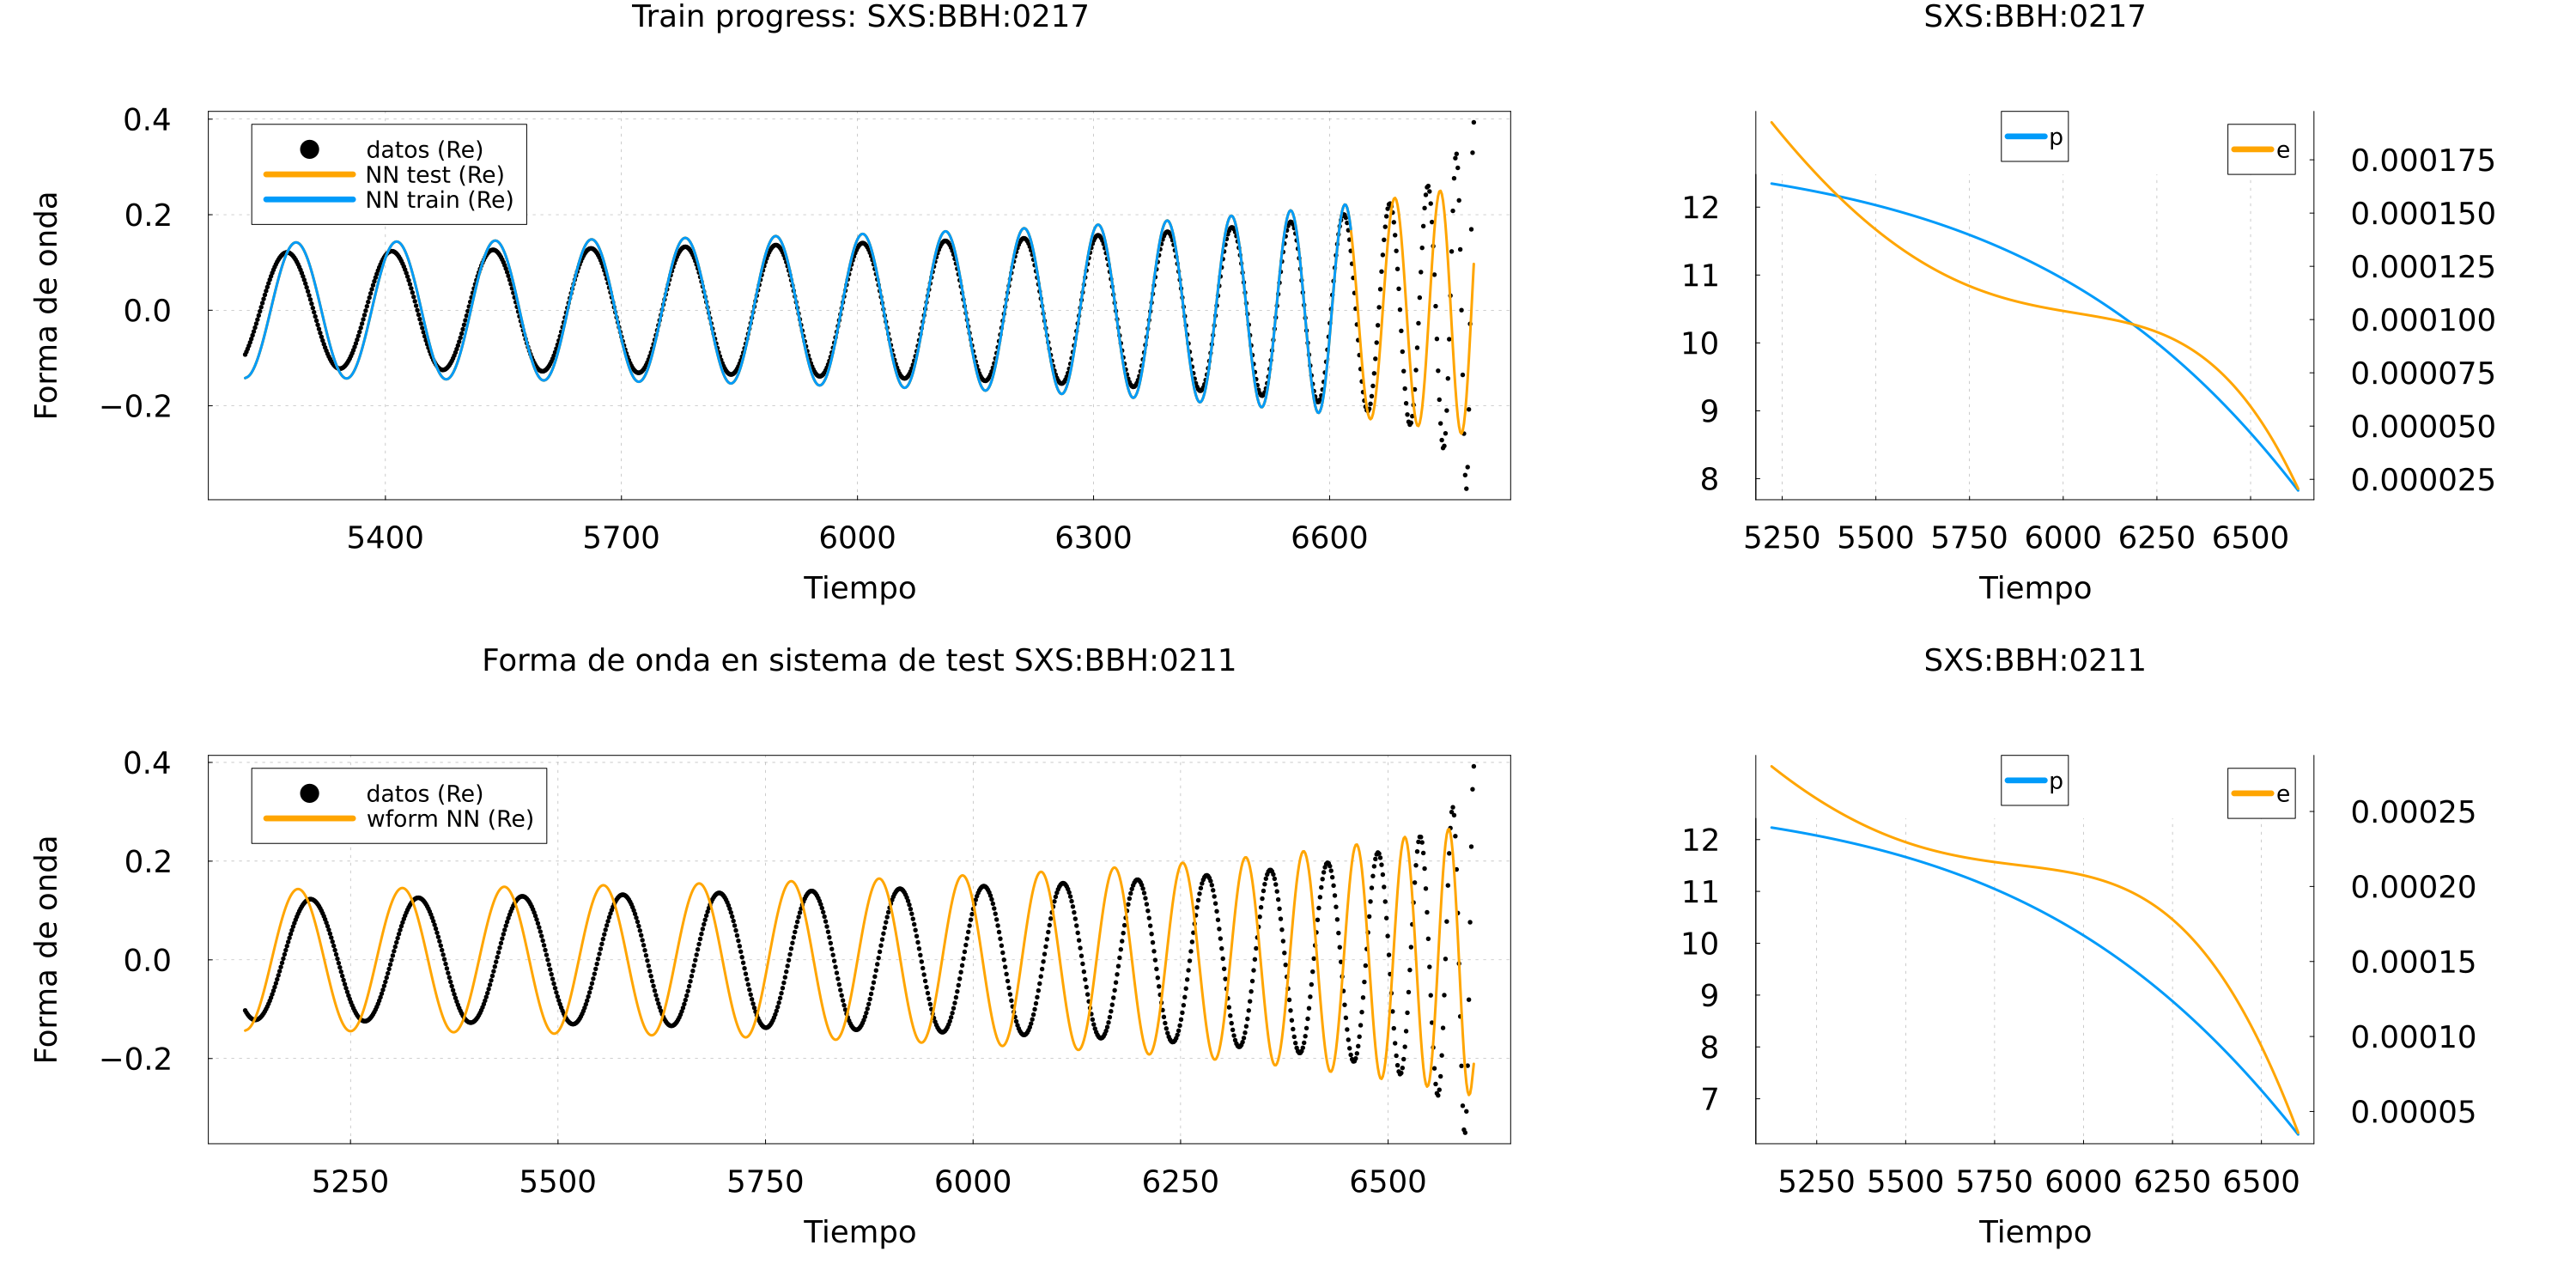 Train progress: SXS:BBH:0217
SXS:BBH:0217
0.4
0.2
0.0
−0.2
Forma de onda
datos (Re)
NN test (Re)
NN train (Re)
5400 5700 6000 6300 6600
Tiempo
12
11
10
9
8
p
e
0.000175
0.000150
0.000125
0.000100
0.000075
0.000050
0.000025
5250 5500 5750 6000 6250 6500
Tiempo
Forma de onda en sistema de test SXS:BBH:0211
SXS:BBH:0211
0.4
0.2
0.0
−0.2
Forma de onda
datos (Re)
wform NN (Re)
5250 5500 5750 6000 6250 6500
Tiempo
12
11
10
9
8
7
p
e
0.00025
0.00020
0.00015
0.00010
0.00005
5250 5500 5750 6000 6250 6500
Tiempo